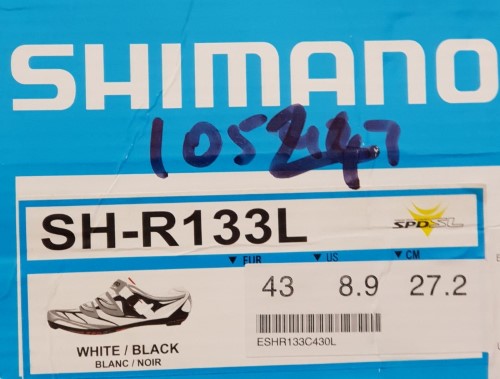 SHIMANO
105247
SH-R133L
SPD-SL
EUR US CM
43 8.9 27.2
ESHR133C430L
WHITE / BLACK
BLANC / NOIR